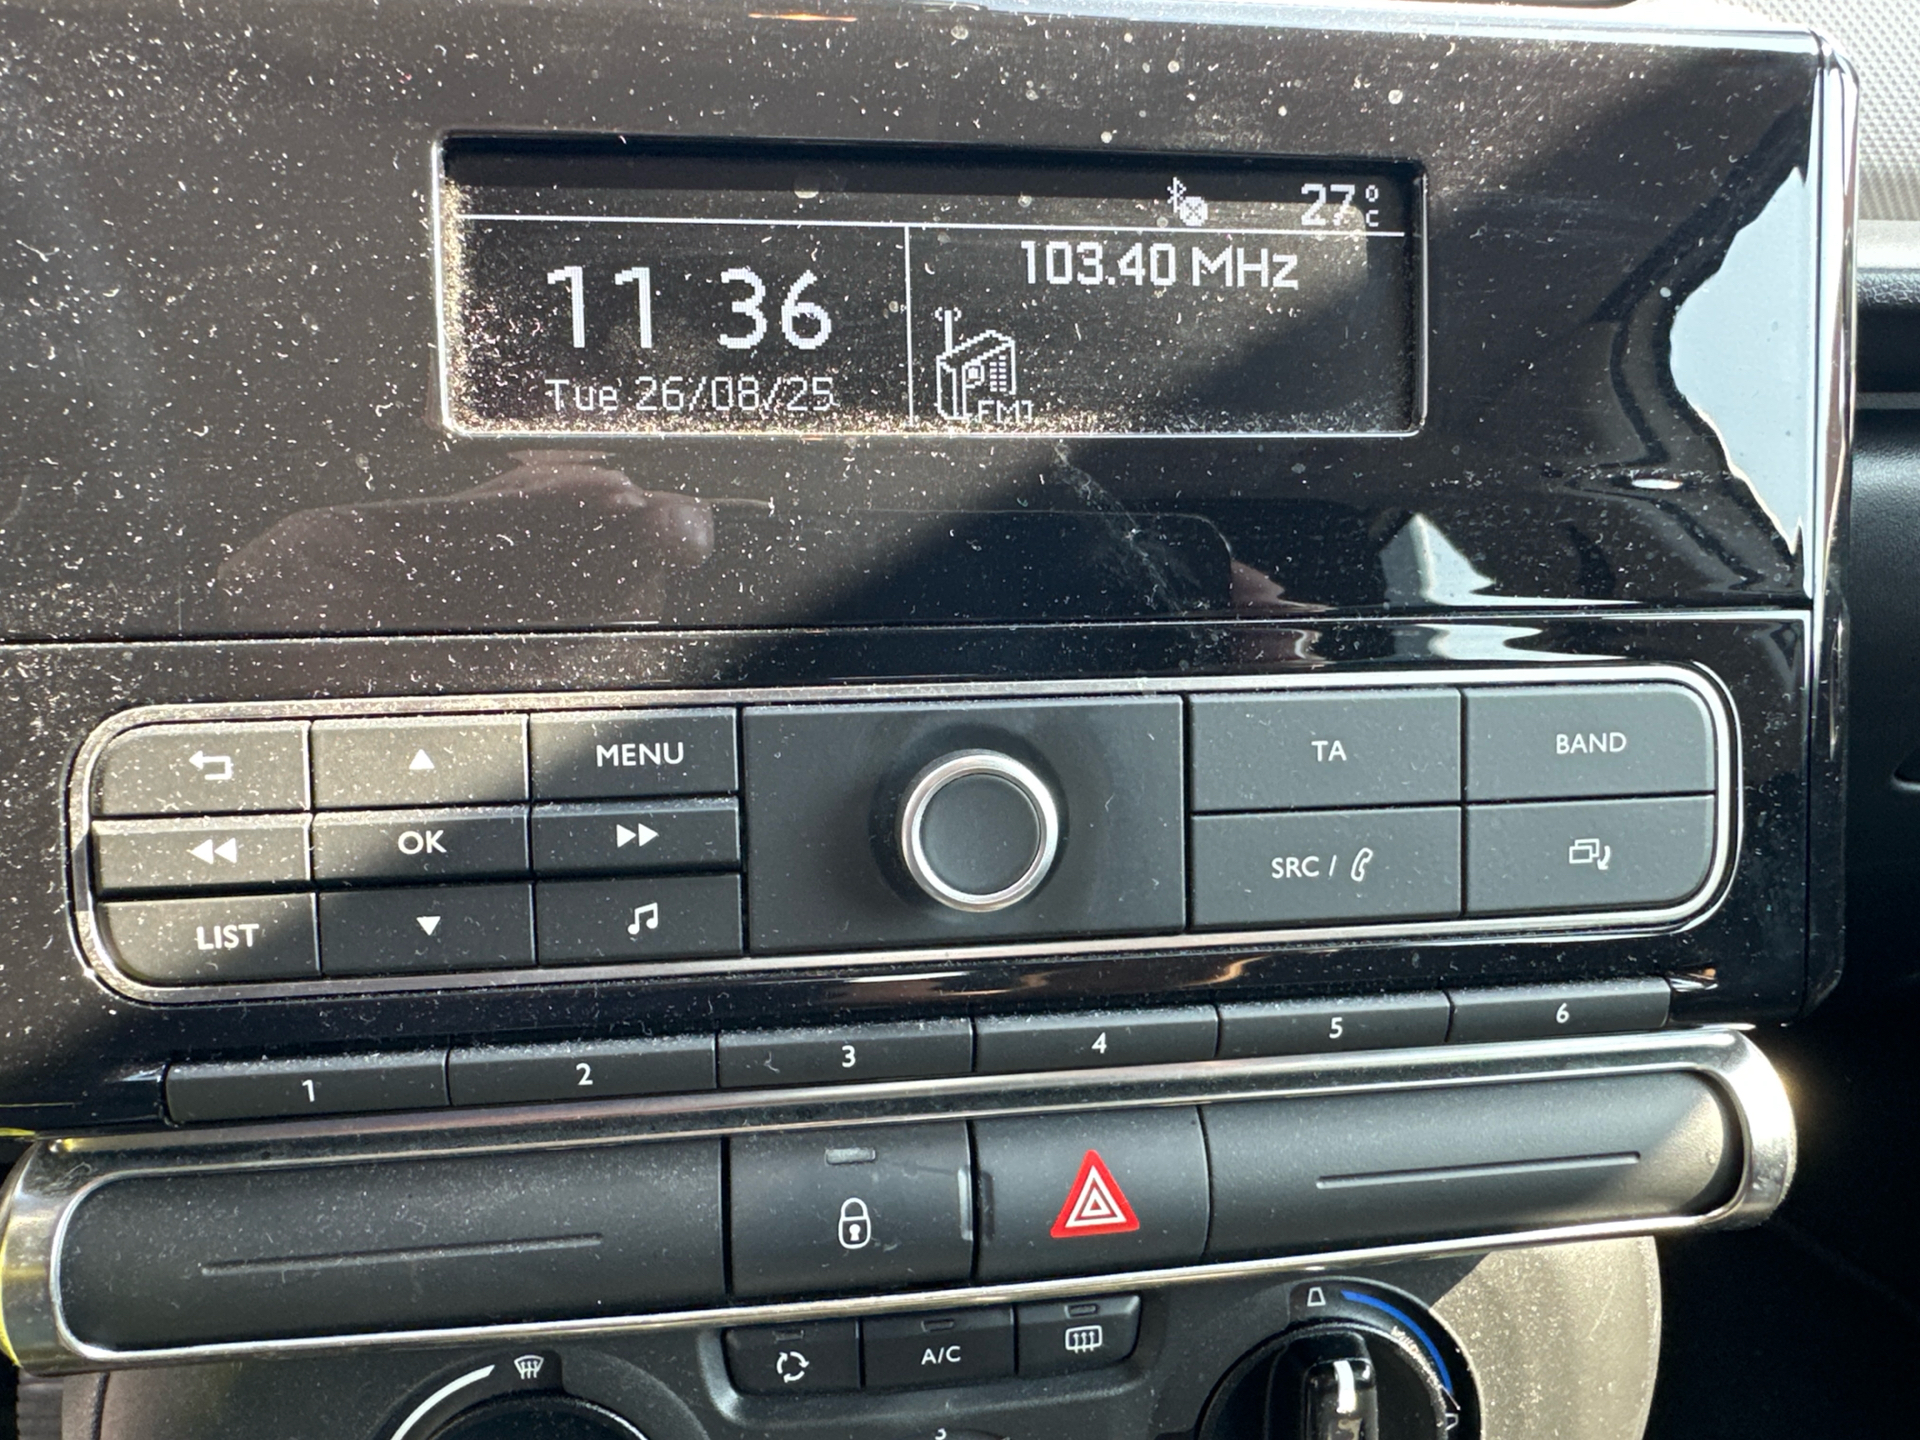 27°C
103.40 MHz
11 36
Tue 26/08/25
FM1
MENU
TA
BAND
OK
SRC /
LIST
1
2
3
4
5
6
A/C
3